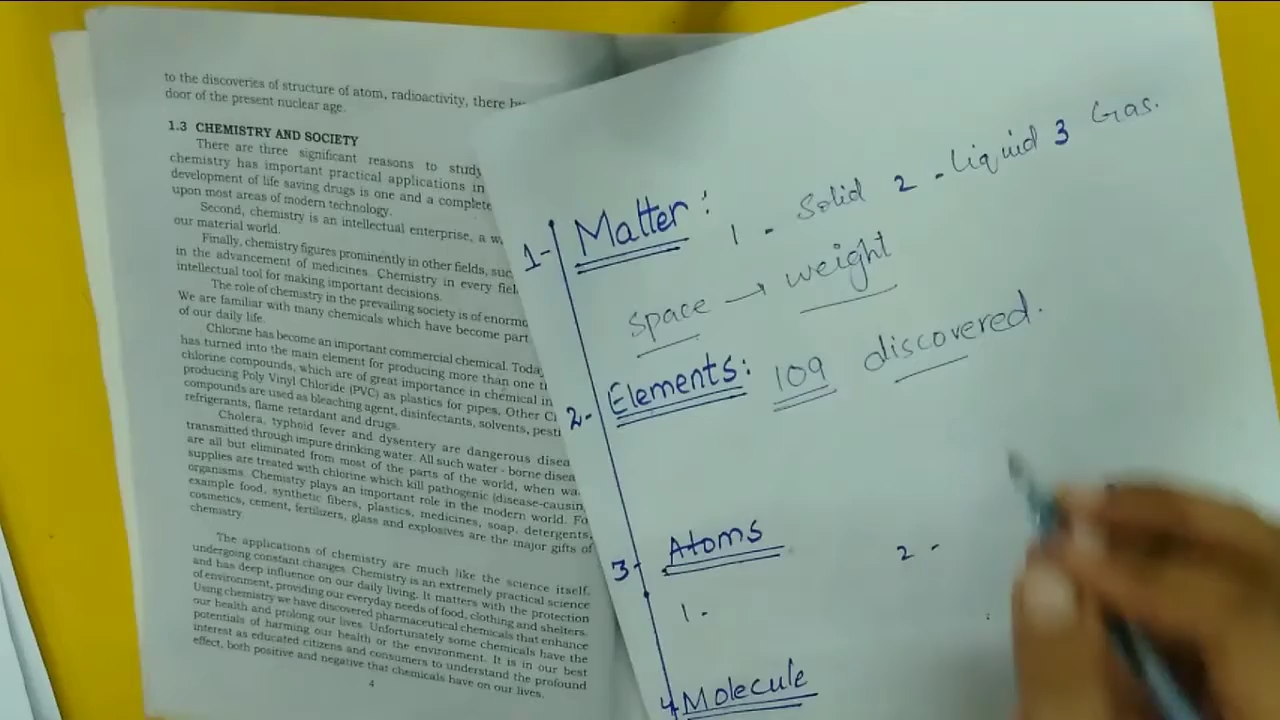 to the discoveries of structure of atom, radioactivity, there
door of the present nuclear age.
1.3 CHEMISTRY AND SOCIETY
There are three significant reasons to study
chemistry has important practical applications in
development of life saving drugs is one and a complete
upon most areas of modern technology.
Second, chemistry is an intellectual enterprise, a
our material world.
Finally, chemistry figures prominently in other fields,
in the advancement of medicines. Chemistry in every
intellectual tool for making important decisions.
The role of chemistry in the prevailing society is of
We are familiar with many chemicals which have become part
of our daily life.
Chlorine has become an important commercial chemical.
has turned into the main element for producing more than one
chlorine compounds, which are of great importance in chemical
producing Poly Vinyl Chloride (PVC) as plastics for pipes. Other
compounds are used as bleaching agent, disinfectants, solvents,
refrigerants, flame retardant and drugs.
Cholera, typhoid fever and dysentery are dangerous
transmitted through impure drinking water. All such water - borne
are all but eliminated from most of the parts of the world, when
supplies are treated with chlorine which kill pathogenic
organisms. Chemistry plays an important role in the modern world.
example food, synthetic fibers, plastics, medicines, soap, detergents,
cosmetics, cement, fertilizers, glass and explosives are the major gifts of
chemistry.
The applications of chemistry are much like the science itself,
undergoing constant changes. Chemistry is an extremely practical science
and has deep influence on our daily living. It matters with the protection
of environment, providing our everyday needs of food, clothing and shelters.
Using chemistry we have discovered pharmaceutical chemicals that enhance
our health and prolong our lives. Unfortunately some chemicals have the
potentials of harming our health or the environment. It is in our best
interest as educated citizens and consumers to understand the profound
effect, both positive and negative that chemicals have on our lives.
4
1- Matter: 1 - Solid 2 - Liquid 3 Gas.
space → weight
2- Elements: 109 discovered.
3- Atoms
1 - 2 -
4 Molecule